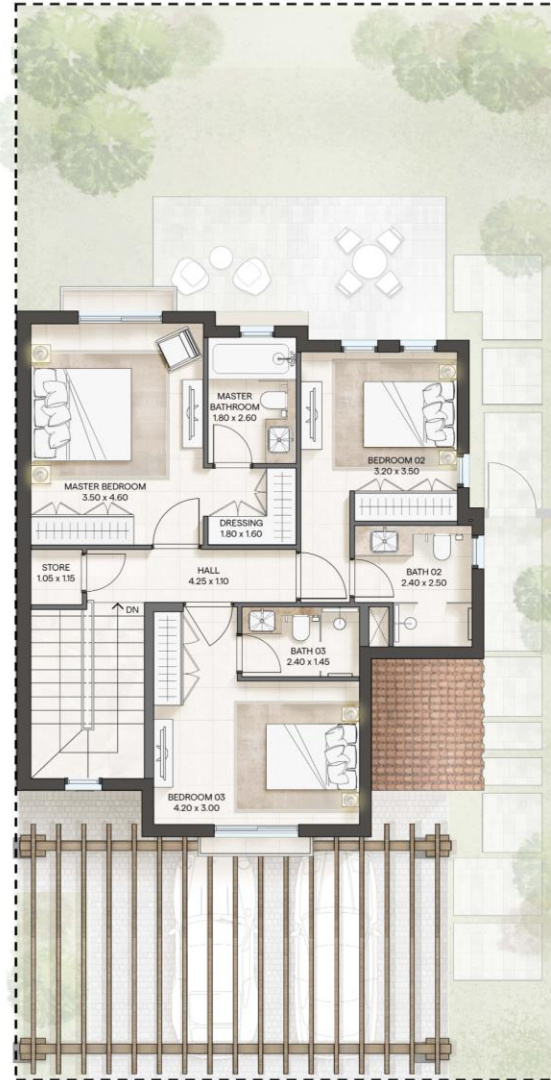 MASTER
BATHROOM
1.80 x 2.60
BEDROOM 02
3.20 x 3.50
MASTER BEDROOM
3.50 x 4.60
DRESSING
1.80 x 1.60
STORE
1.05 x 1.15
HALL
4.25 x 1.10
BATH 02
2.40 x 2.50
DN
BATH 03
2.40 x 1.45
BEDROOM 03
4.20 x 3.00